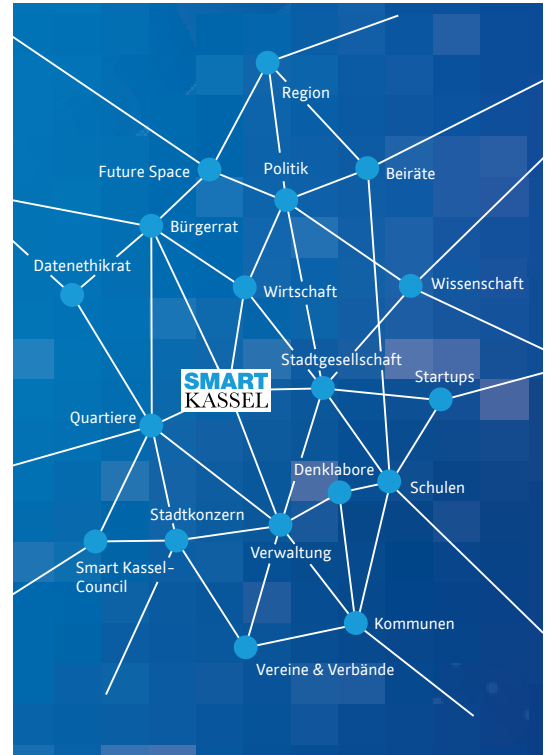 Region
Future Space
Politik
Beiräte
Bürgerrat
Datenethikrat
Wirtschaft
Wissenschaft
Stadtgesellschaft
SMART
KASSEL
Startups
Quartiere
Denklabore
Schulen
Stadtkonzern
Verwaltung
Smart Kassel-
Council
Kommunen
Vereine & Verbände